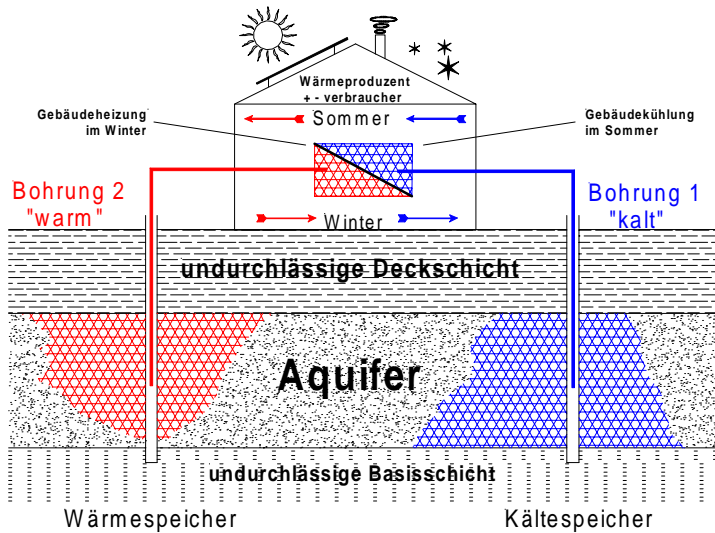 Wärmeproduzent
+ - verbraucher
Sommer
Gebäudeheizung
im Winter
Gebäudekühlung
im Sommer
Bohrung 2
"warm"
Bohrung 1
"kalt"
Winter
undurchlässige Deckschicht
Aquifer
undurchlässige Basisschicht
Wärmespeicher
Kältespeicher